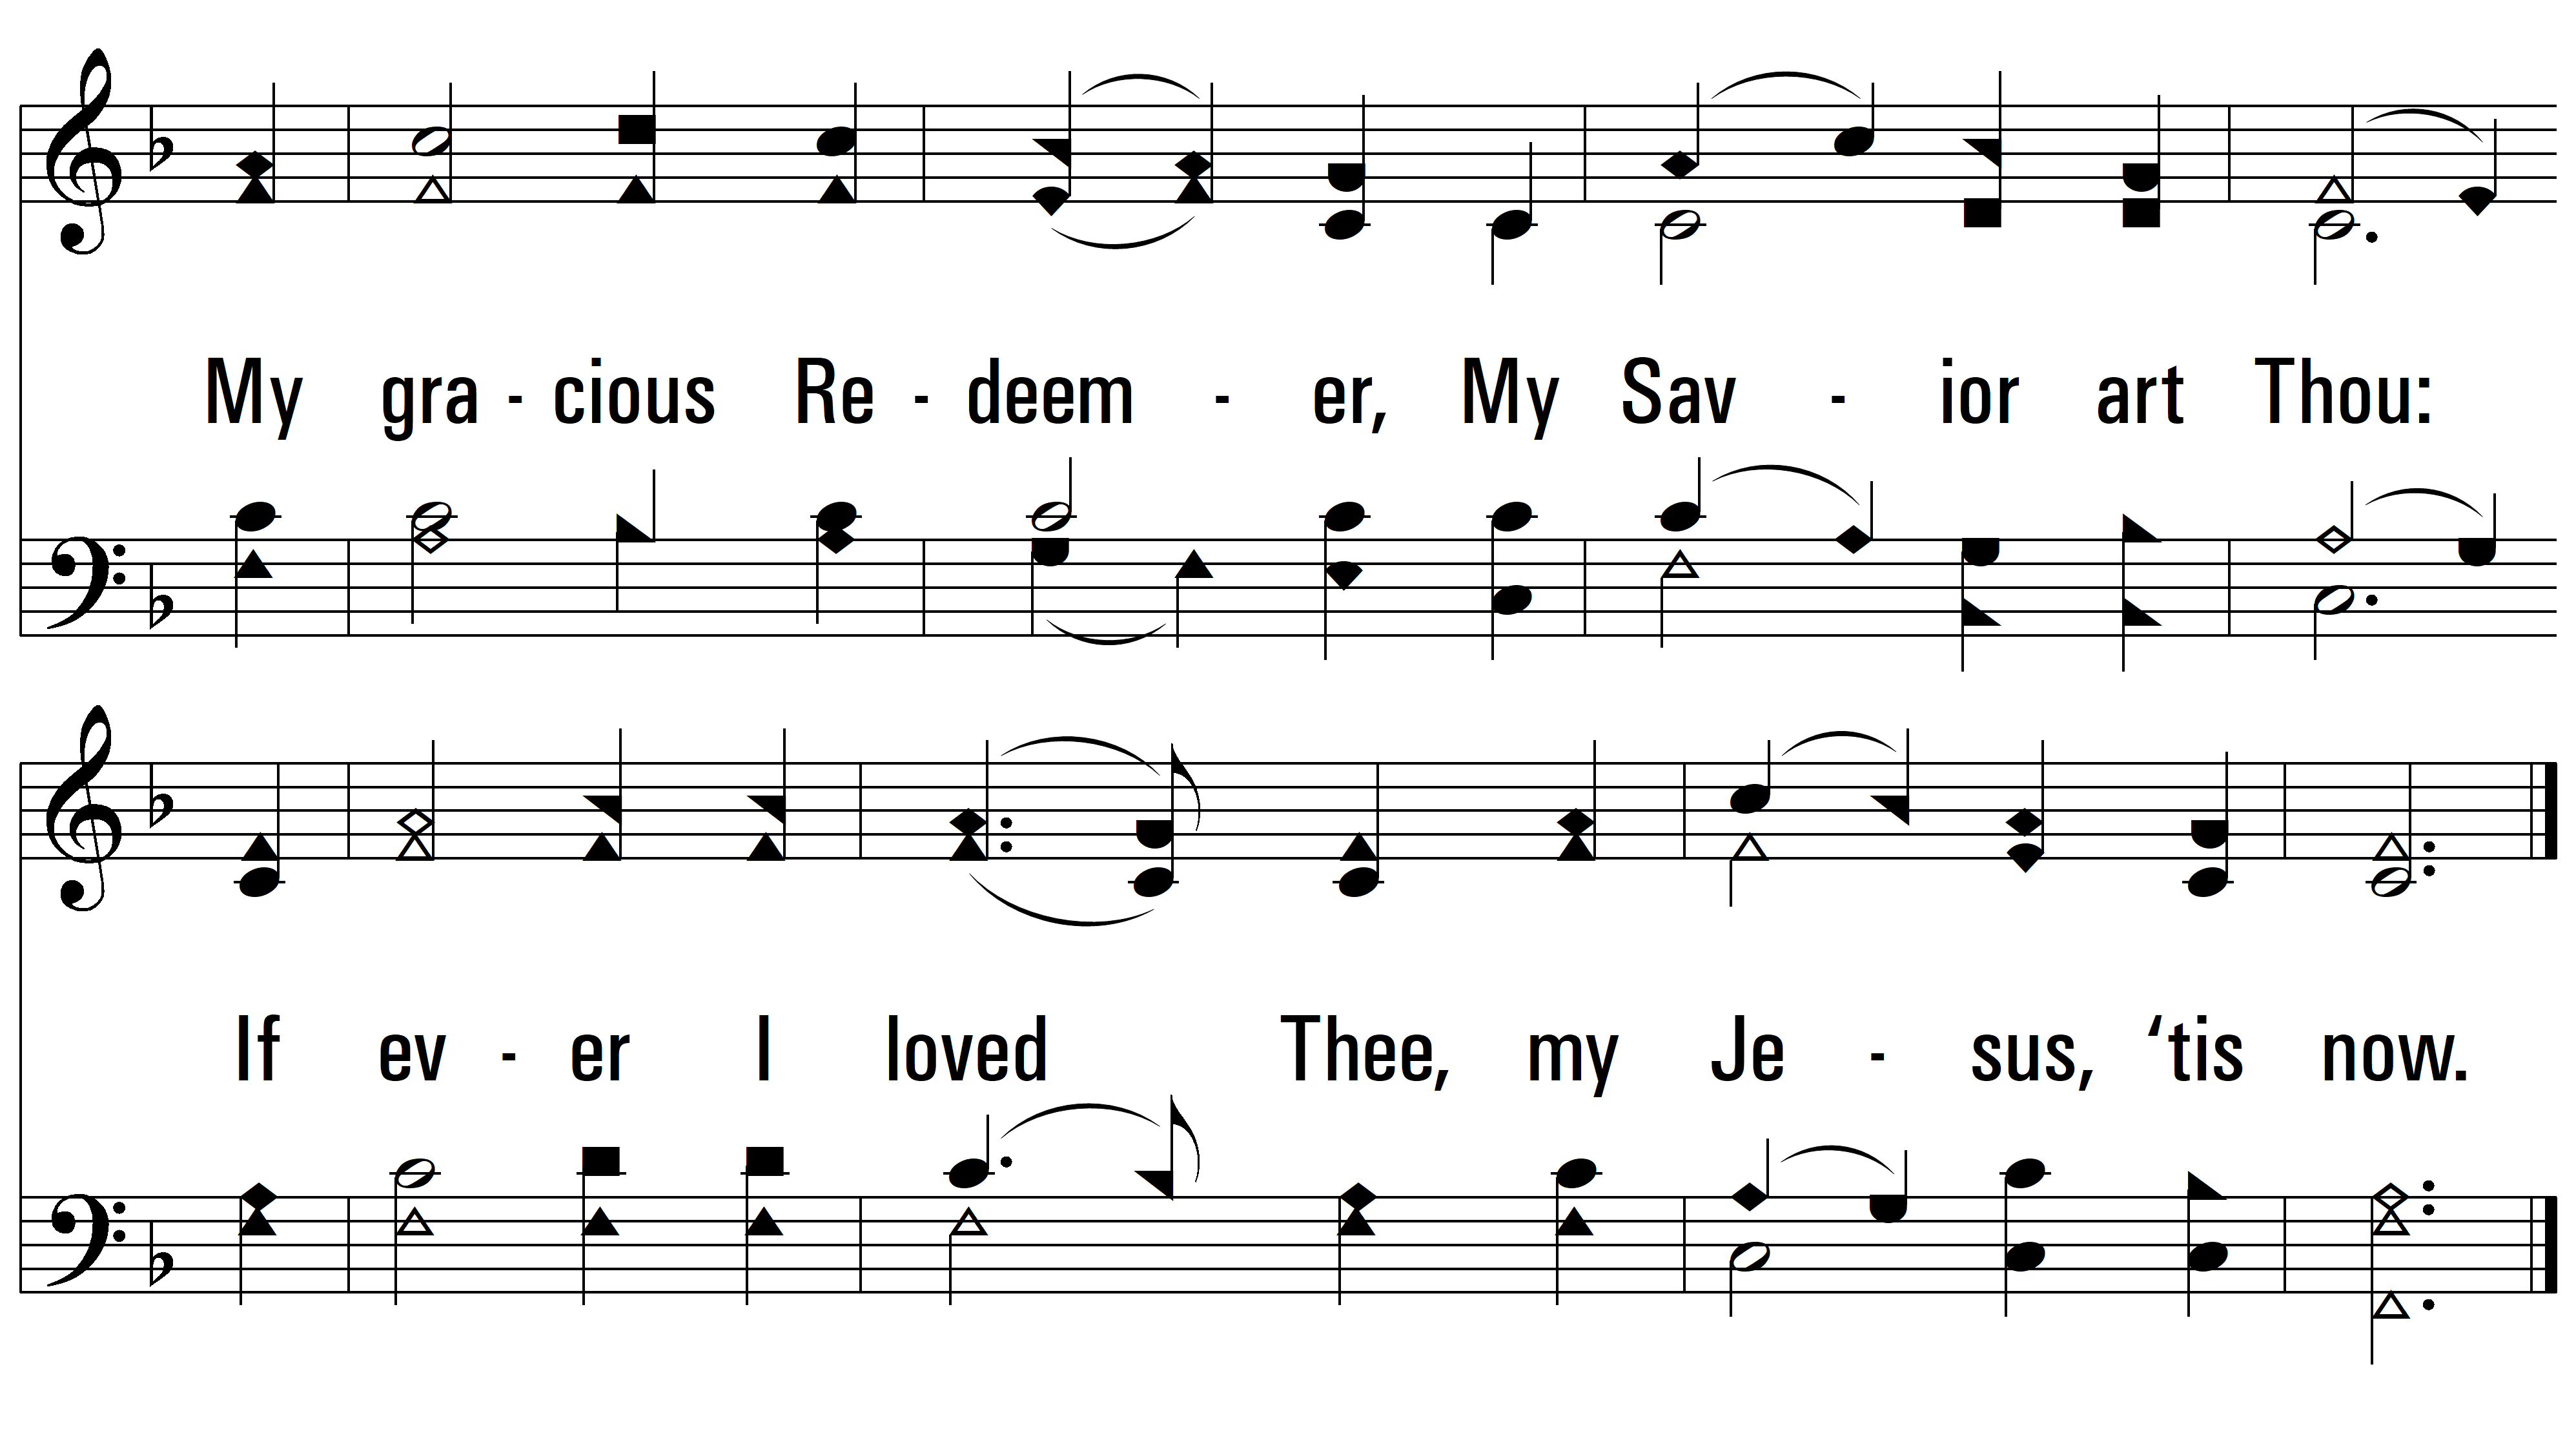 My gra - cious Re - deem - er, My Sav - ior art Thou:
If ev - er I loved Thee, my Je - sus, ‘tis now.